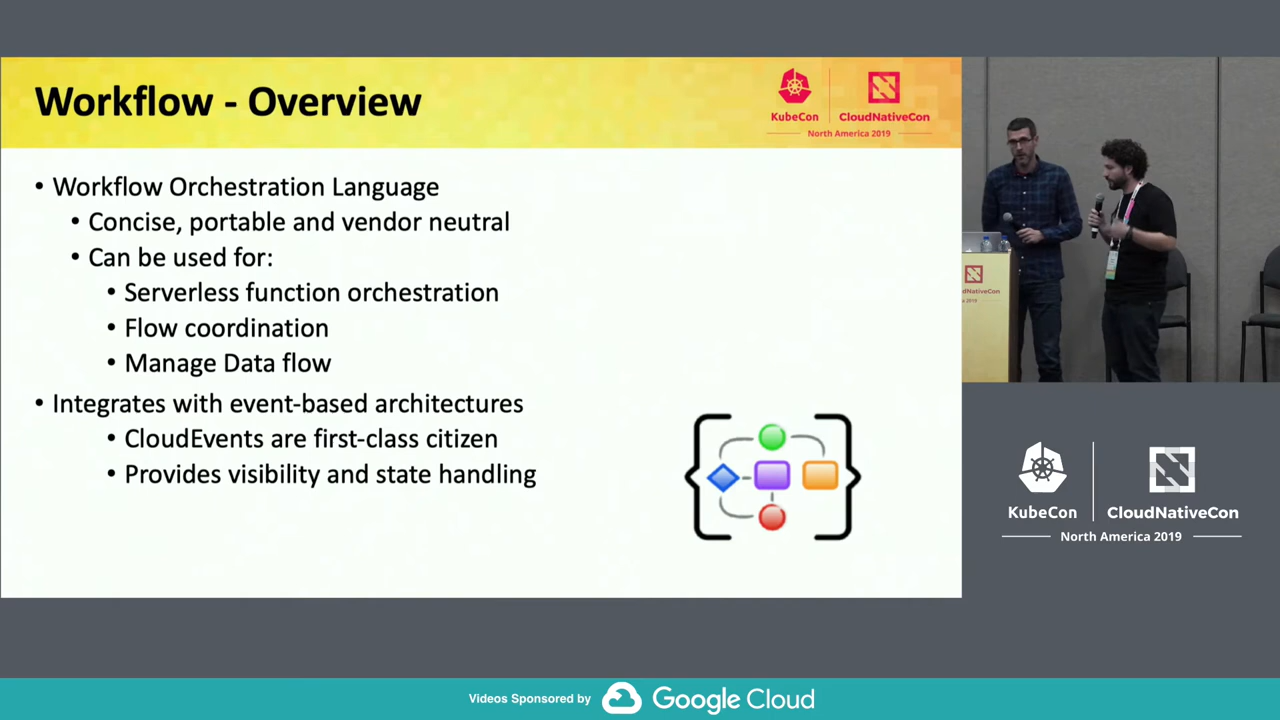 Workflow - Overview
KubeCon
CloudNativeCon
North America 2019
• Workflow Orchestration Language
• Concise, portable and vendor neutral
• Can be used for:
• Serverless function orchestration
• Flow coordination
• Manage Data flow
• Integrates with event-based architectures
• CloudEvents are first-class citizen
• Provides visibility and state handling
KubeCon
CloudNativeCon
North America 2019
Videos Sponsored by
Google Cloud